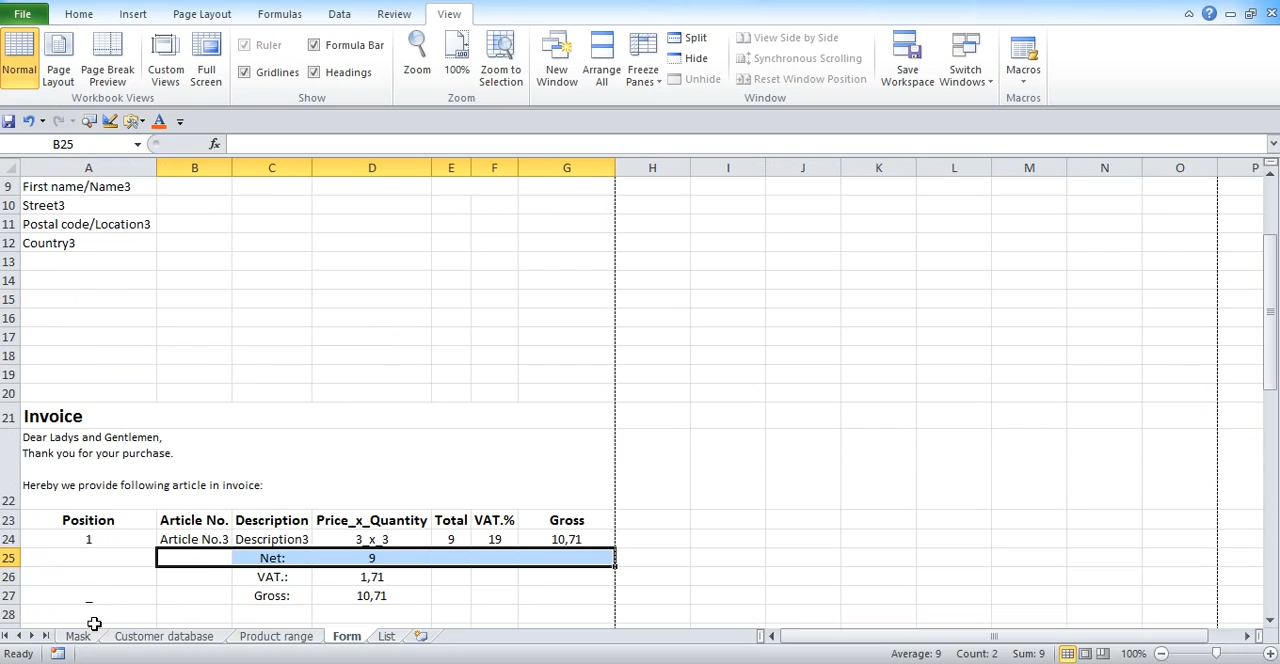 File Home Insert Page Layout Formulas Data Review View
Normal Page Layout Page Break Preview Custom Views Full Screen
Workbook Views
Ruler Formula Bar
Gridlines Headings
Show
Zoom 100% Zoom to Selection
Zoom
New Window Arrange All Freeze Panes
Split
Hide
Unhide
View Side by Side
Synchronous Scrolling
Reset Window Position
Window
Save Workspace Switch Windows
Macros
Macros
B25 fx
A B C D E F G H I J K L M N O P
9 First name/Name3
10 Street3
11 Postal code/Location3
12 Country3
13
14
15
16
17
18
19
20
21 Invoice
Dear Ladys and Gentlemen,
Thank you for your purchase.
Hereby we provide following article in invoice:
22
23 Position Article No. Description Price_x_Quantity Total VAT.% Gross
24 1 Article No.3 Description3 3_x_3 9 19 10,71
25 Net: 9
26 VAT.: 1,71
27 _ Gross: 10,71
28
Mask Customer database Product range Form List
Ready Average: 9 Count: 2 Sum: 9 100%